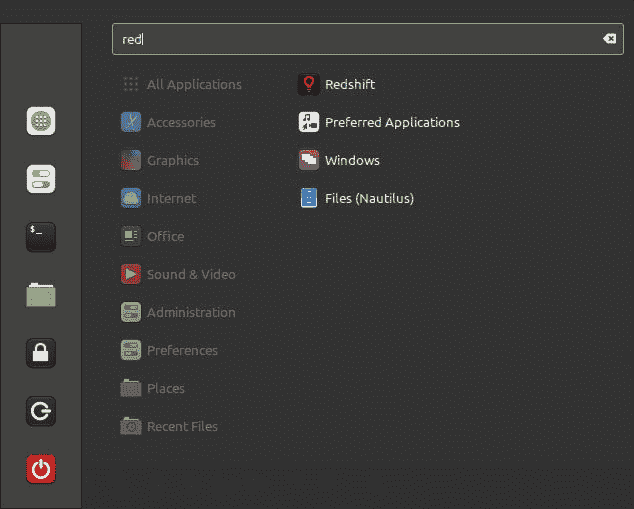 red
All Applications
Accessories
Graphics
Internet
Office
Sound & Video
Administration
Preferences
Places
Recent Files
Redshift
Preferred Applications
Windows
Files (Nautilus)
$_